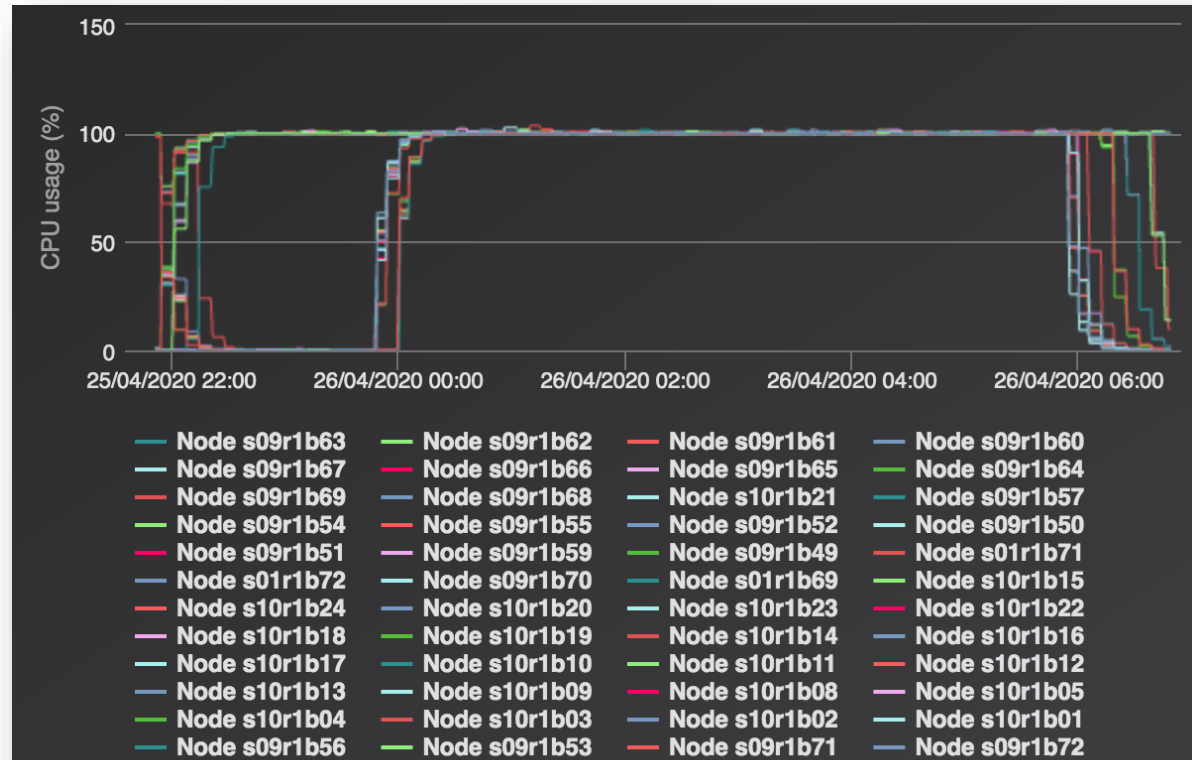 150
CPU usage (%)
100
50
0
25/04/2020 22:00 26/04/2020 00:00 26/04/2020 02:00 26/04/2020 04:00 26/04/2020 06:00
Node s09r1b63 Node s09r1b62 Node s09r1b61 Node s09r1b60
Node s09r1b67 Node s09r1b66 Node s09r1b65 Node s09r1b64
Node s09r1b69 Node s09r1b68 Node s10r1b21 Node s09r1b57
Node s09r1b54 Node s09r1b55 Node s09r1b52 Node s09r1b50
Node s09r1b51 Node s09r1b59 Node s09r1b49 Node s01r1b71
Node s01r1b72 Node s09r1b70 Node s01r1b69 Node s10r1b15
Node s10r1b24 Node s10r1b20 Node s10r1b23 Node s10r1b22
Node s10r1b18 Node s10r1b19 Node s10r1b14 Node s10r1b16
Node s10r1b17 Node s10r1b10 Node s10r1b11 Node s10r1b12
Node s10r1b13 Node s10r1b09 Node s10r1b08 Node s10r1b05
Node s10r1b04 Node s10r1b03 Node s10r1b02 Node s10r1b01
Node s09r1b56 Node s09r1b53 Node s09r1b71 Node s09r1b72